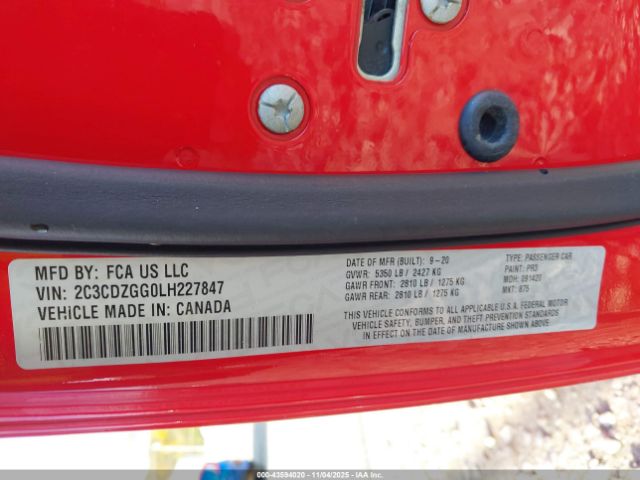 MFD BY: FCA US LLC
VIN: 2C3CDZGG0LH227847
VEHICLE MADE IN: CANADA
DATE OF MFR (BUILT): 9-20
GVWR: 5350 LB / 2427 KG
GAWR FRONT: 2810 LB / 1275 KG
GAWR REAR: 2810 LB / 1275 KG
TYPE: PASSENGER CAR
PAINT: PR3
MDH: 091420
MKT: 875
THIS VEHICLE CONFORMS TO ALL APPLICABLE U.S.A. FEDERAL MOTOR
VEHICLE SAFETY, BUMPER, AND THEFT PREVENTION STANDARDS
IN EFFECT ON THE DATE OF MANUFACTURE SHOWN ABOVE.
000-43594020 - 11/04/2025 - IAAI.COM